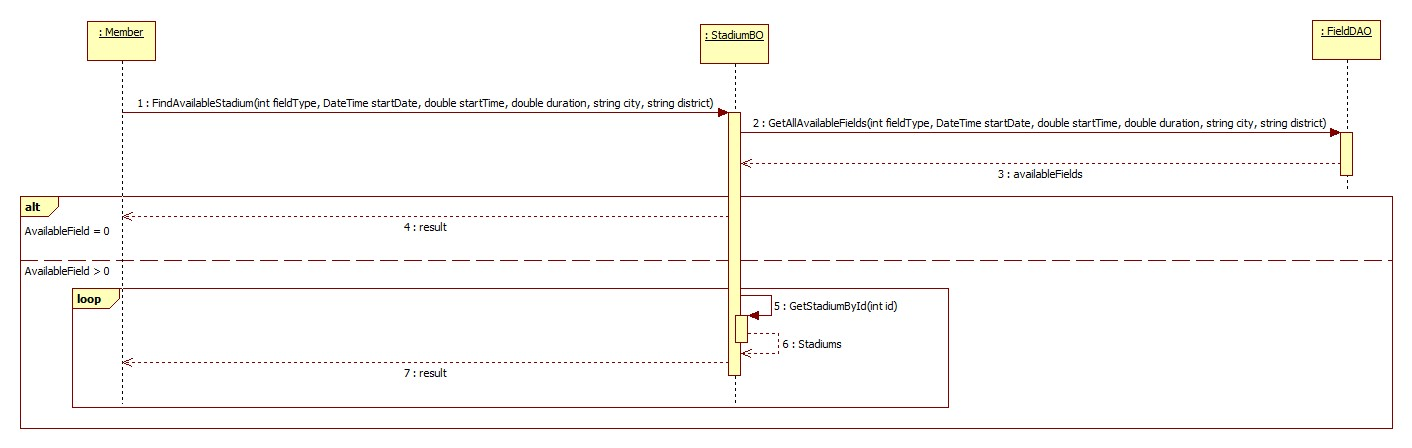 : Member
: StadiumBO
: FieldDAO
1 : FindAvailableStadium(int fieldType, DateTime startDate, double startTime, double duration, string city, string district)
2 : GetAllAvailableFields(int fieldType, DateTime startDate, double startTime, double duration, string city, string district)
3 : availableFields
alt
4 : result
AvailableField = 0
AvailableField > 0
loop
5 : GetStadiumById(int id)
6 : Stadiums
7 : result